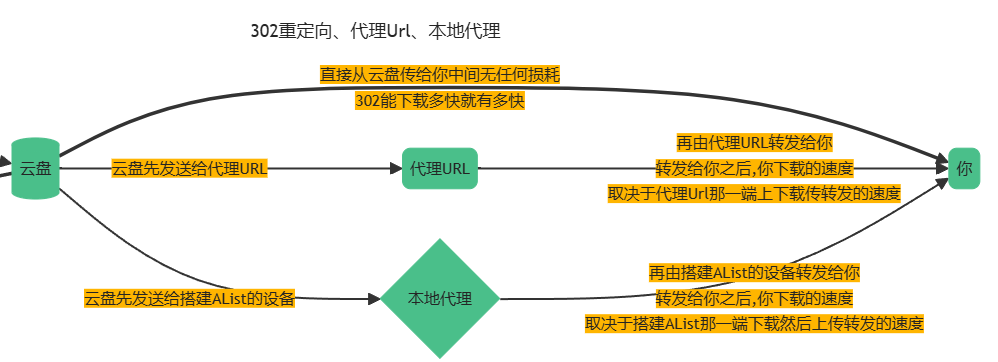 302重定向、代理Url、本地代理
直接从云盘传给你中间无任何损耗
302能下载多快就有多快
云盘
云盘先发送给代理URL
代理URL
再由代理URL转发给你
转发给你之后,你下载的速度
取决于代理Url那一端上下载传转发的速度
你
云盘先发送给搭建AList的设备
本地代理
再由搭建AList的设备转发给你
转发给你之后,你下载的速度
取决于搭建AList那一端下载然后上传转发的速度